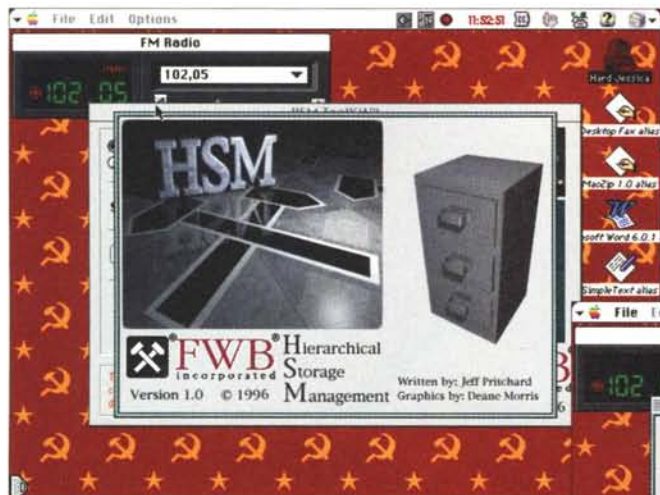 File Edit Options
11:52:51
FM Radio
102,05
102 05
Hard-Jessica
Desktop Fax alias
MacZip 1.0 alias
osoft Word 6.0.1
SimpleText alias
HSM
FWB
incorporated
Hierarchical
Storage
Management
Version 1.0 © 1996
Written by: Jeff Pritchard
Graphics by: Deane Morris
File
102